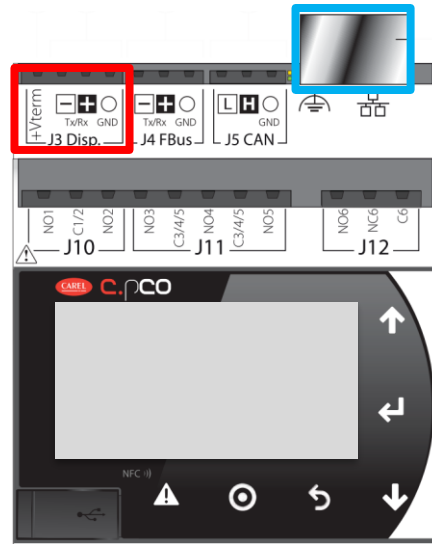 +Vterm
Tx/Rx GND Tx/Rx GND L H GND
J3 Disp. J4 FBus J5 CAN
NO1 C1/2 NO2 NO3 C3/4/5 NO4 C3/4/5 NO5 NO6 NC6 C6
J10 J11 J12
CAREL c.pCO
NFC